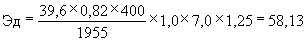 Эд = 39,6×0,82×400 / 1955 ×1,0×7,0×1,25 = 58,13